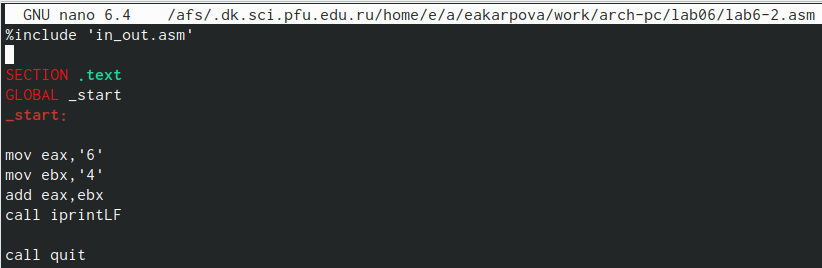 GNU nano 6.4 /afs/.dk.sci.pfu.edu.ru/home/e/a/eakarpova/work/arch-pc/lab06/lab6-2.asm
%include 'in_out.asm'
SECTION .text
GLOBAL _start
_start:
mov eax,'6'
mov ebx,'4'
add eax,ebx
call iprintLF
call quit